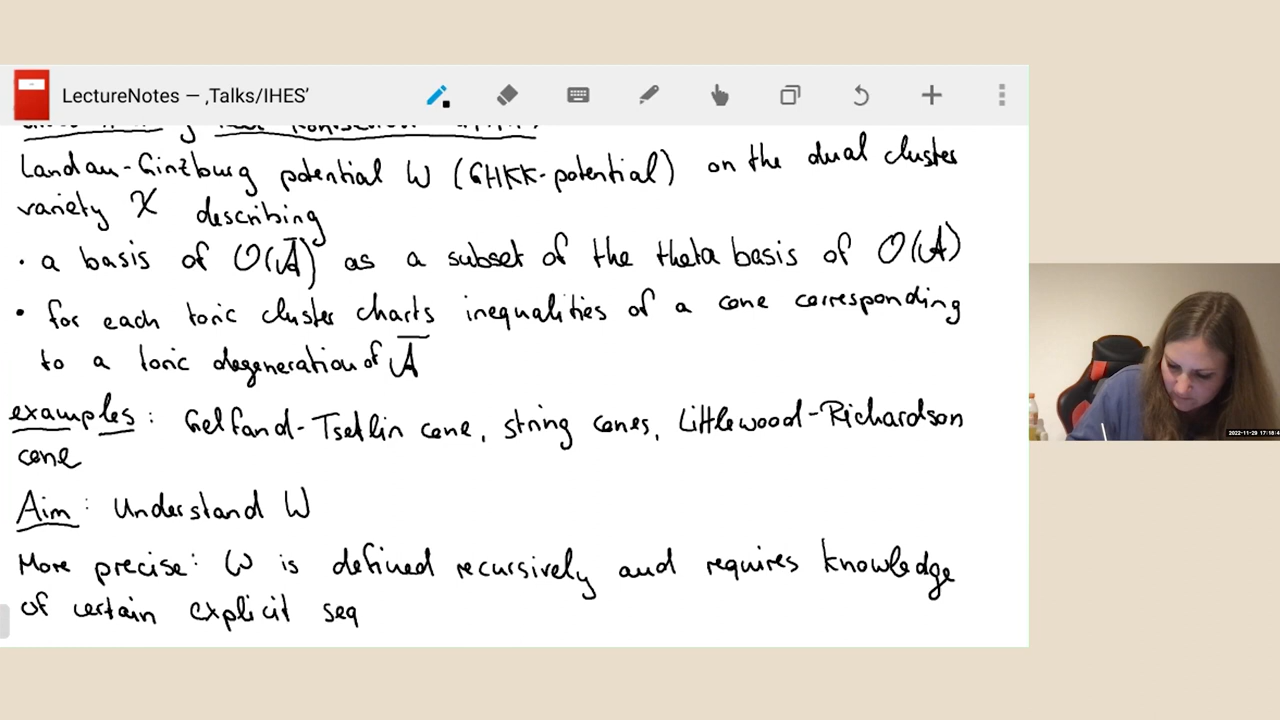 LectureNotes — ‚Talks/IHES‘
Landau-Ginzburg potential W (GHKK-potential) on the dual cluster
variety X describing
· a basis of O(A̅) as a subset of the theta basis of O(A)
• for each toric cluster charts inequalities of a cone corresponding
to a toric degeneration of A̅
examples: Gelfand-Tsetlin cone, string cones, Littlewood-Richardson
cone
Aim: Understand W
More precise: W is defined recursively and requires knowledge
of certain explicit seq